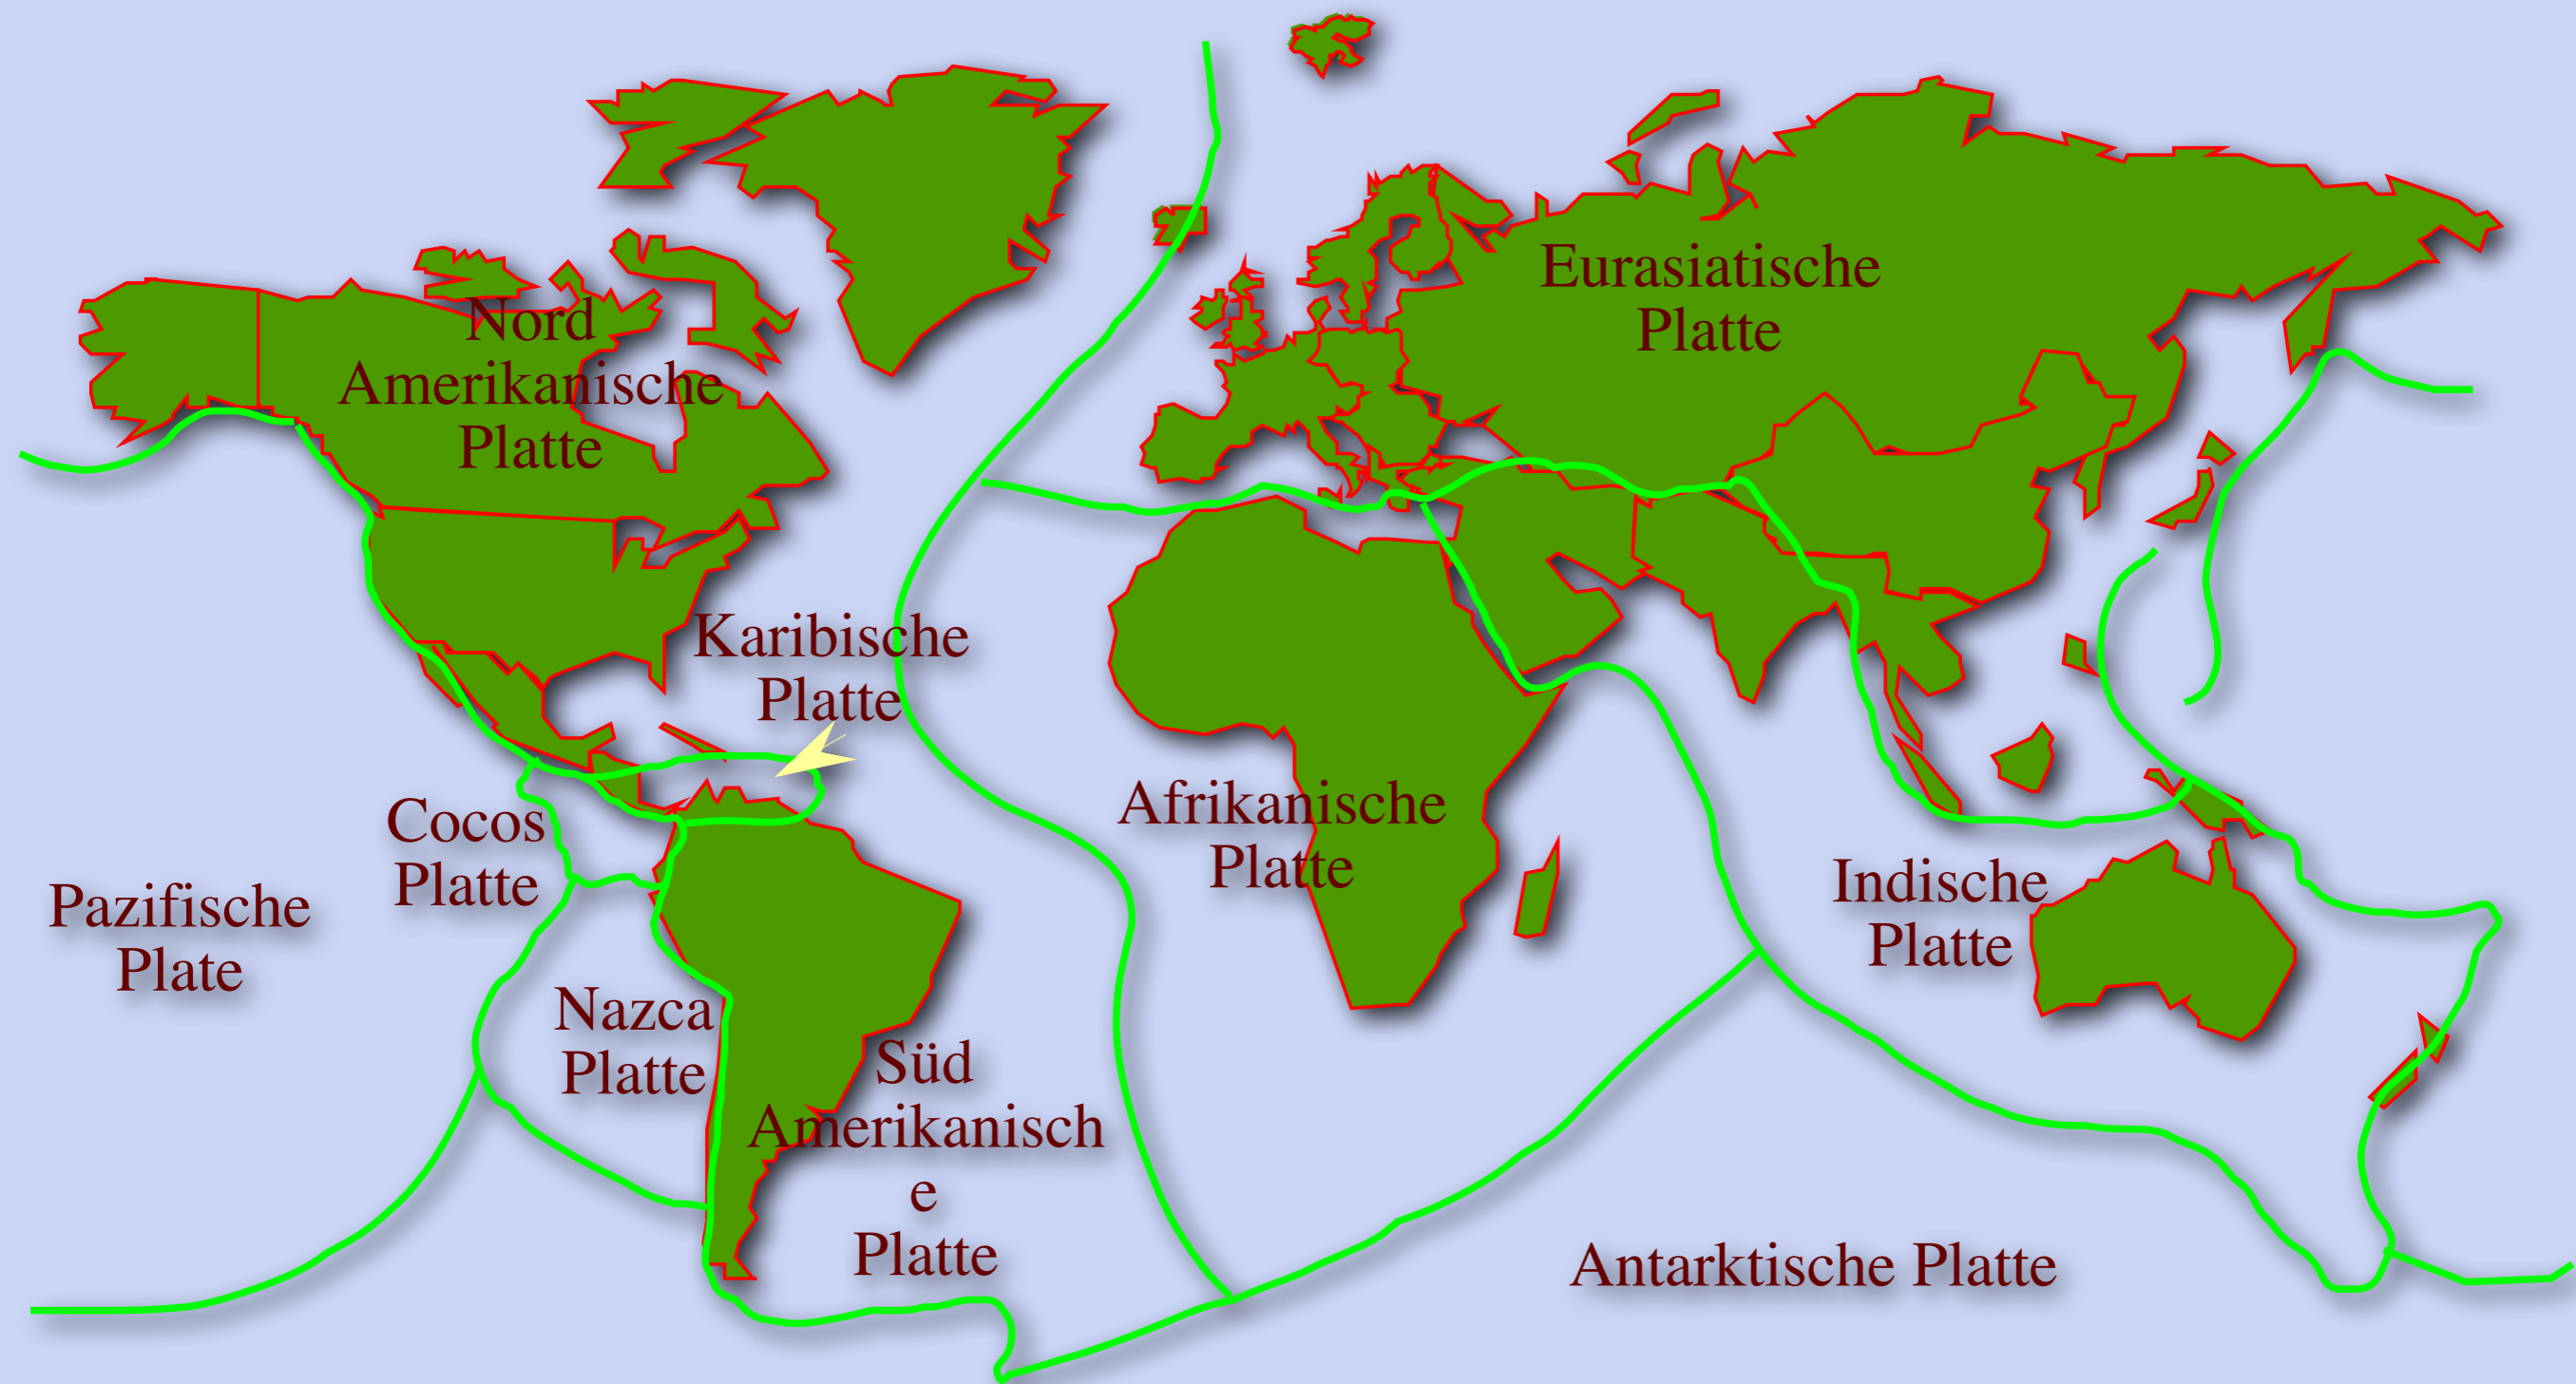 Nord
Amerikanische
Platte
Eurasiatische
Platte
Karibische
Platte
Cocos
Platte
Afrikanische
Platte
Pazifische
Plate
Indische
Platte
Nazca
Platte
Süd
Amerikanisch
e
Platte
Antarktische Platte